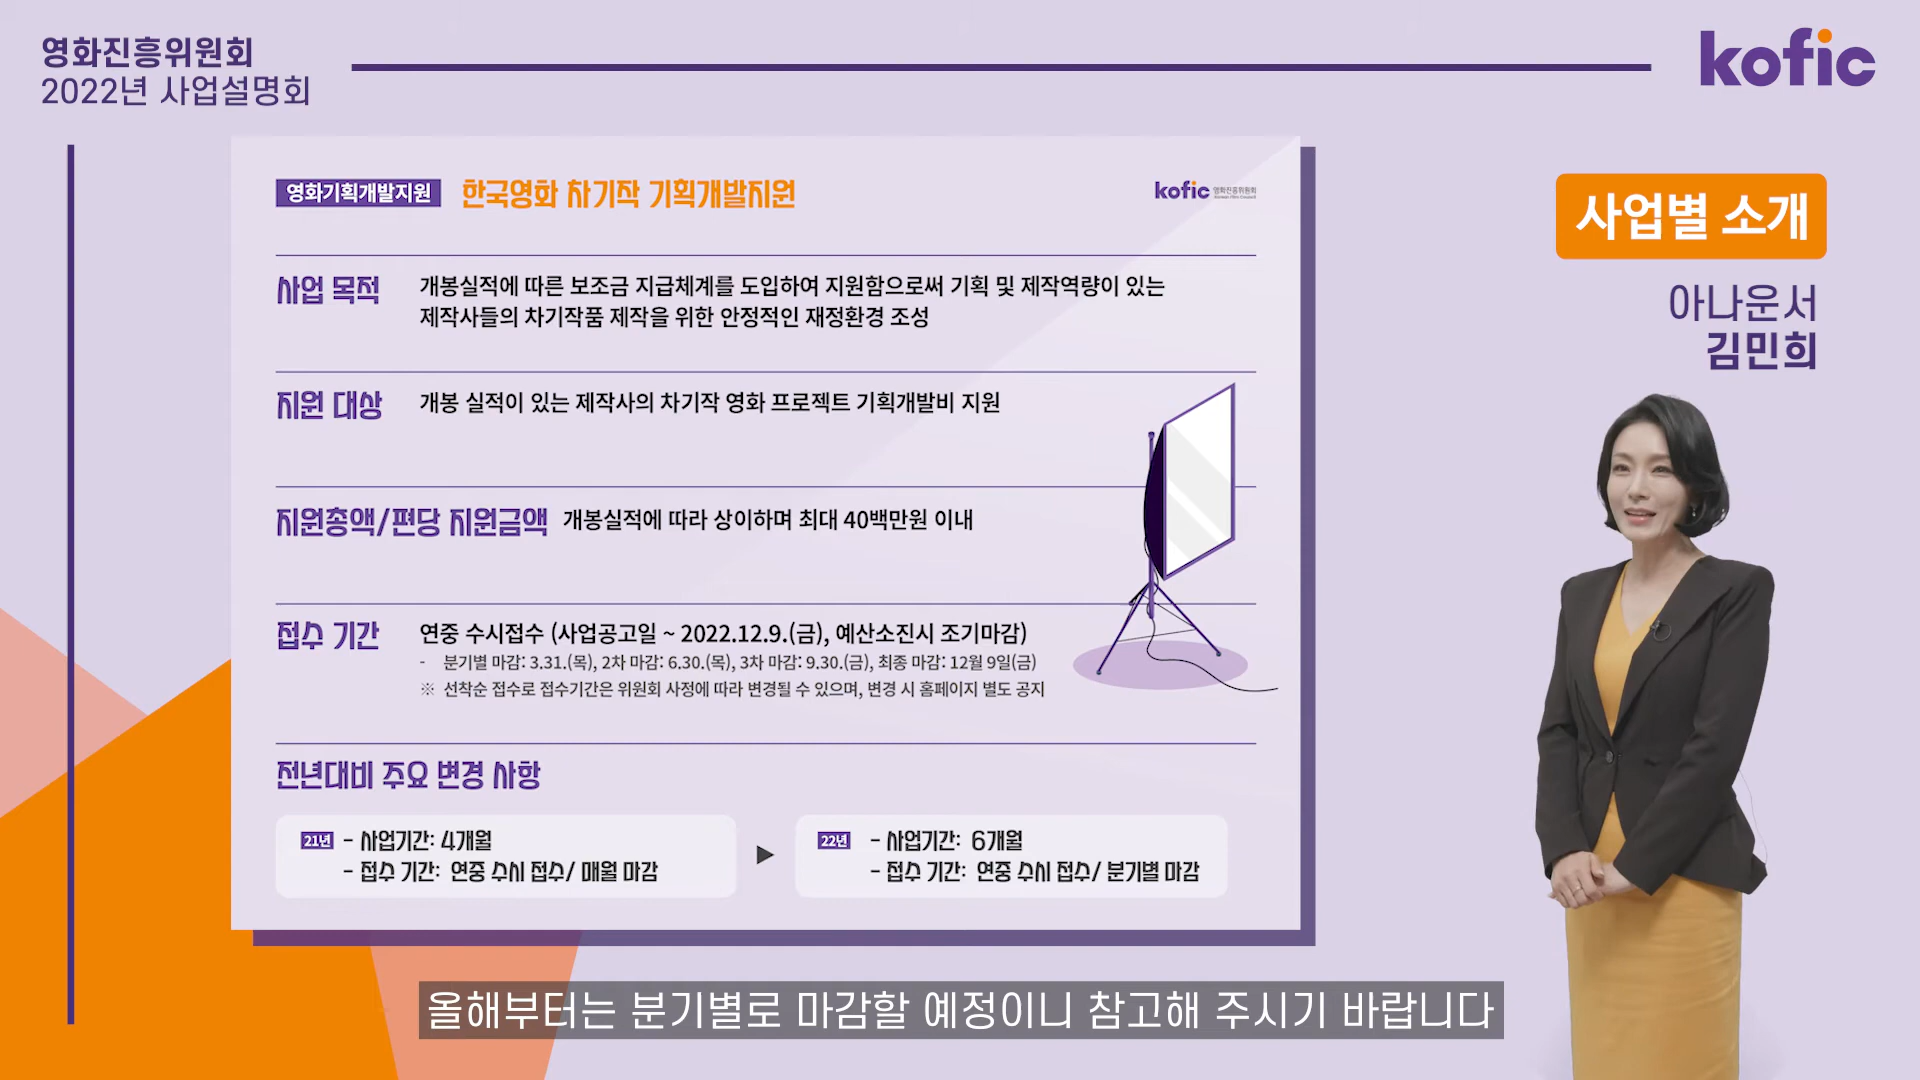 영화진흥위원회
2022년 사업설명회
kofic
영화기획개발지원 한국영화 차기작 기획개발지원
kofic 영화진흥위원회
사업 목적 개봉실적에 따른 보조금 지급체계를 도입하여 지원함으로써 기획 및 제작역량이 있는
제작사들의 차기작품 제작을 위한 안정적인 재정환경 조성
지원 대상 개봉 실적이 있는 제작사의 차기작 영화 프로젝트 기획개발비 지원
지원총액/편당 지원금액 개봉실적에 따라 상이하며 최대 40백만원 이내
접수 기간 연중 수시접수 (사업공고일 ~ 2022.12.9.(금), 예산소진시 조기마감)
- 분기별 마감: 3.31.(목), 2차 마감: 6.30.(목), 3차 마감: 9.30.(금), 최종 마감: 12월 9일(금)
※ 선착순 접수로 접수기간은 위원회 사정에 따라 변경될 수 있으며, 변경 시 홈페이지 별도 공지
전년대비 주요 변경 사항
21년 - 사업기간: 4개월
- 접수 기간: 연중 수시 접수/ 매월 마감
▶
22년 - 사업기간: 6개월
- 접수 기간: 연중 수시 접수/ 분기별 마감
사업별 소개
아나운서
김민희
올해부터는 분기별로 마감할 예정이니 참고해 주시기 바랍니다